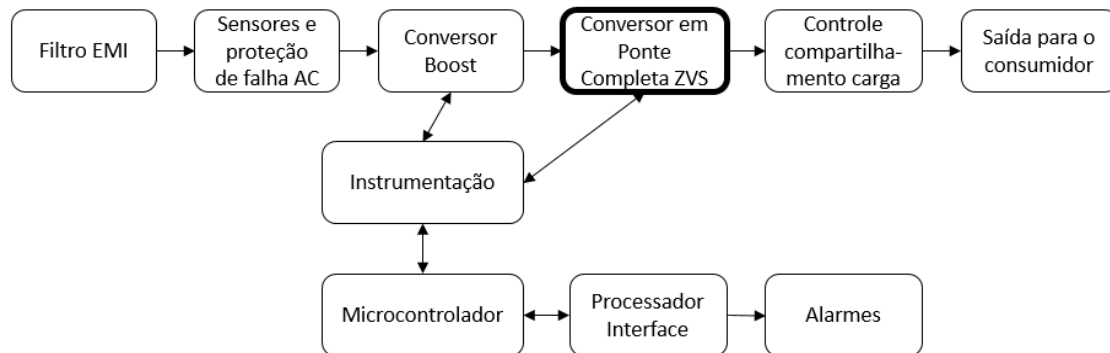 Filtro EMI
Sensores e
proteção
de falha AC
Conversor
Boost
Conversor em
Ponte
Completa ZVS
Controle
compartilha-
mento carga
Saída para o
consumidor
Instrumentação
Microcontrolador
Processador
Interface
Alarmes